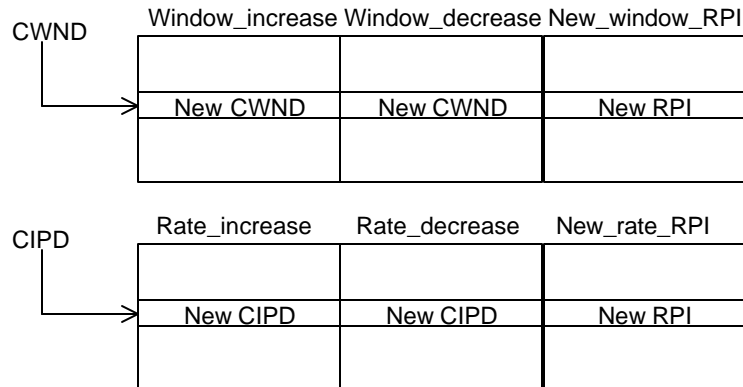 CWND
Window_increase Window_decrease New_window_RPI
New CWND New CWND New RPI
CIPD
Rate_increase Rate_decrease New_rate_RPI
New CIPD New CIPD New RPI